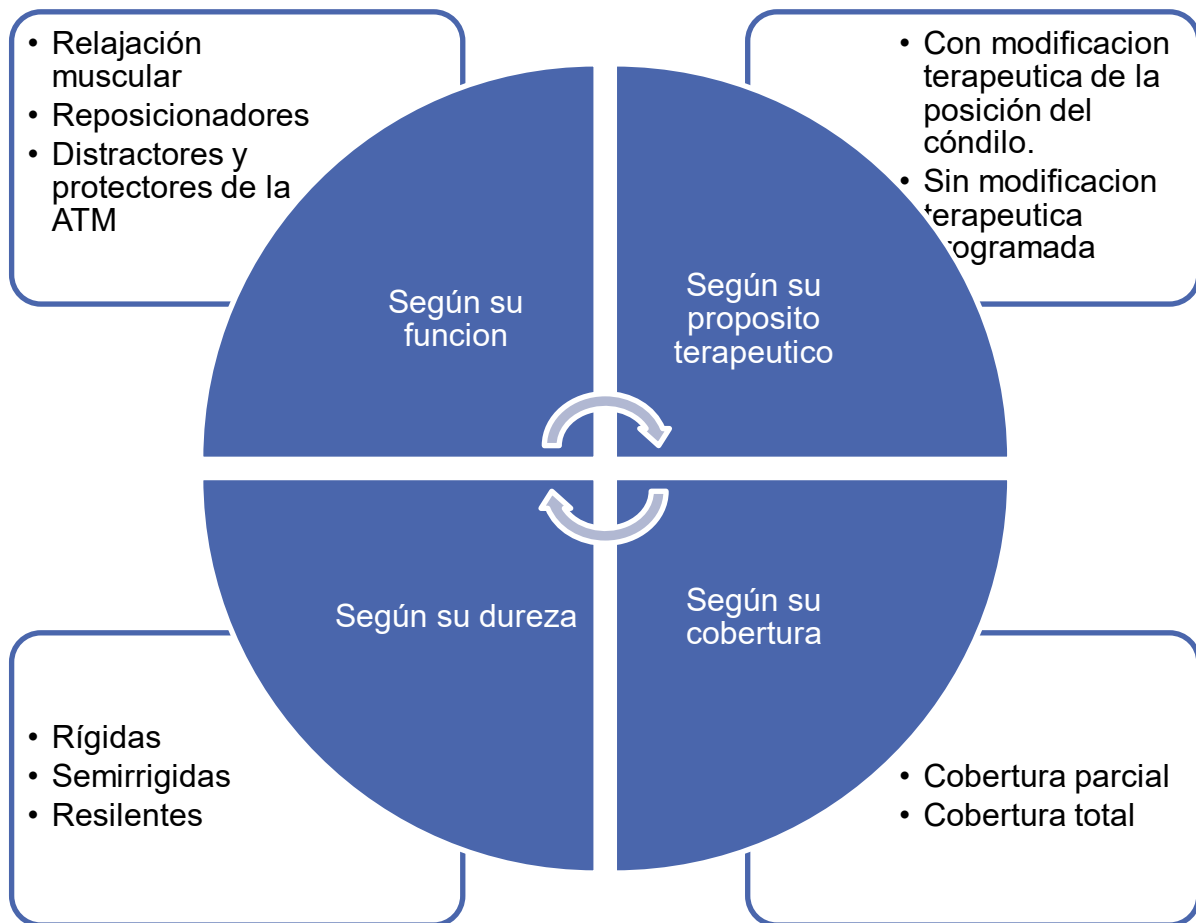 • Relajación
muscular
• Reposicionadores
• Distractores y
protectores de la
ATM
• Con modificacion
terapeutica de la
posición del
cóndilo.
• Sin modificacion
terapeutica
programada
Según su
funcion
Según su
proposito
terapeutico
Según su dureza
Según su
cobertura
• Rígidas
• Semirrigidas
• Resilentes
• Cobertura parcial
• Cobertura total